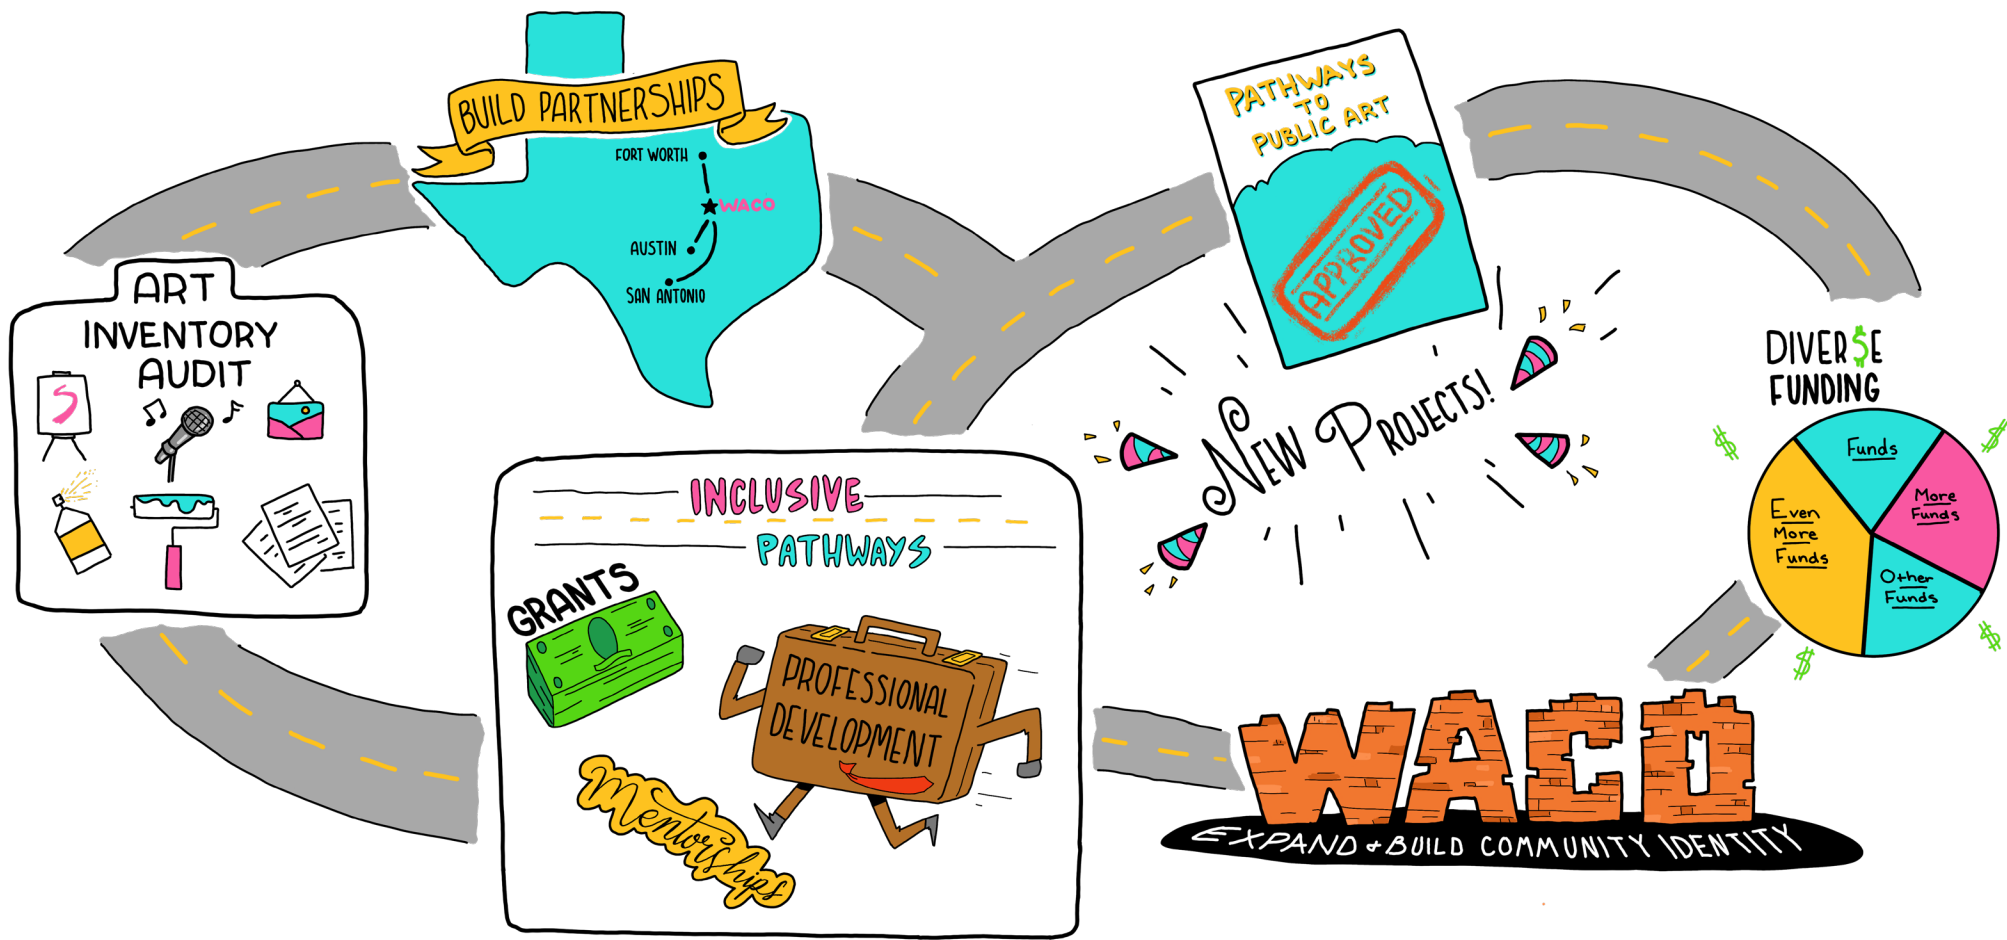 BUILD PARTNERSHIPS
FORT WORTH
WACO
AUSTIN
SAN ANTONIO
ART
INVENTORY
AUDIT
PATHWAYS
TO
PUBLIC ART
APPROVED
NEW PROJECTS!
DIVER$E
FUNDING
Funds
More
Funds
Even
More
Funds
Other
Funds
$
$
$
$
INCLUSIVE
PATHWAYS
GRANTS
PROFESSIONAL
DEVELOPMENT
Mentorships
WACO
EXPAND + BUILD COMMUNITY IDENTITY